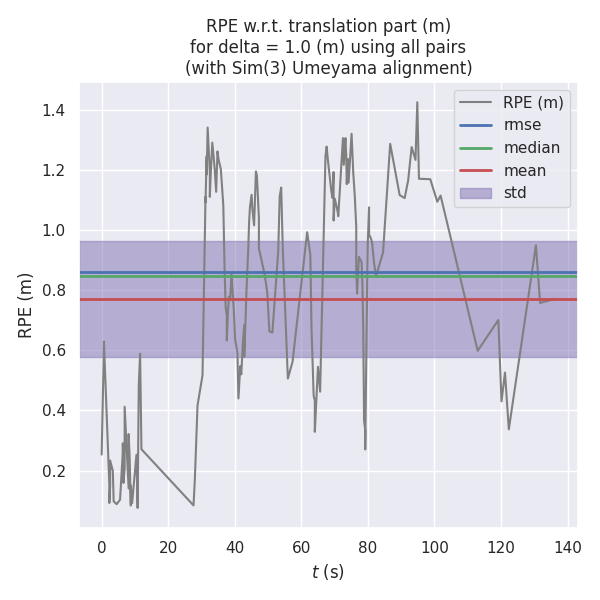 RPE w.r.t. translation part (m)
for delta = 1.0 (m) using all pairs
(with Sim(3) Umeyama alignment)
RPE (m)
rmse
median
mean
std
1.4
1.2
1.0
0.8
0.6
0.4
0.2
RPE (m)
0 20 40 60 80 100 120 140
t (s)